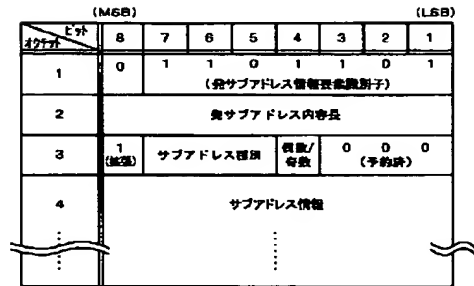 (MSB) (LSB)
ビット
オクテット 8 7 6 5 4 3 2 1
1 0 1 1 0 1 1 0 1
(発サブアドレス情報要素識別子)
2 発サブアドレス内容長
3 1 サブアドレス種別 偶数/ 0 0 0
(拡張) 奇数 (予約済)
4 サブアドレス情報